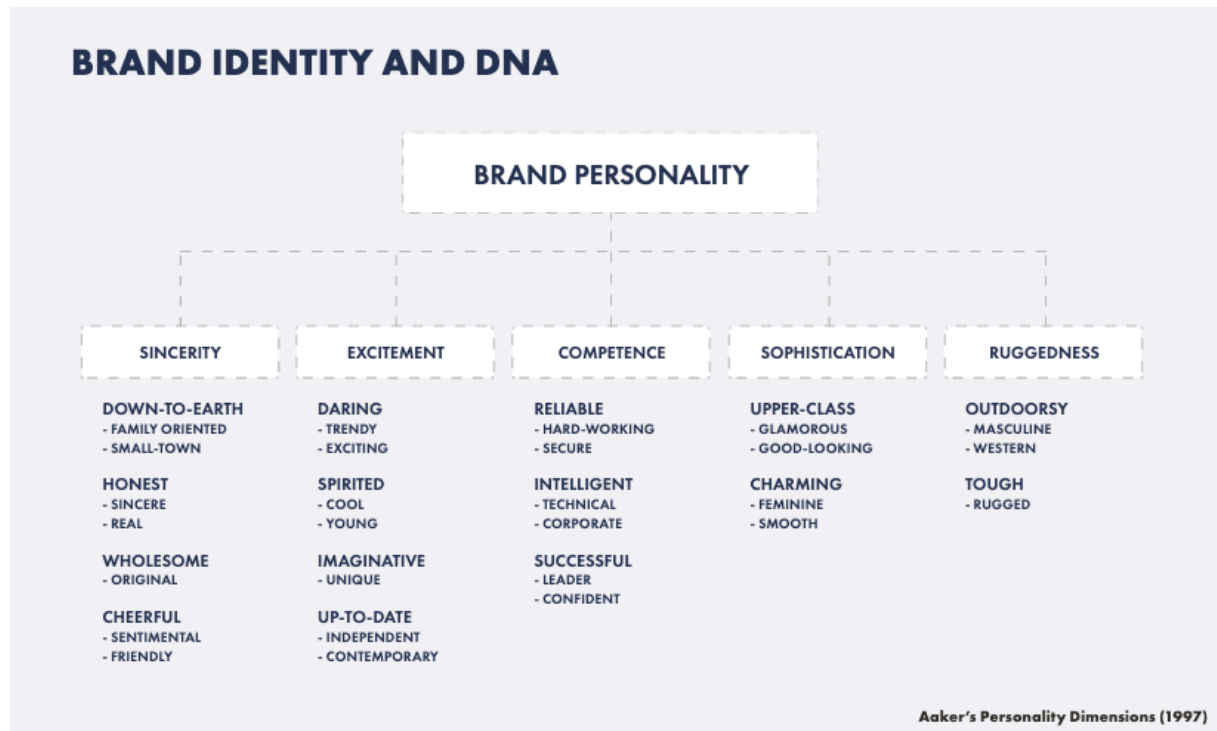 BRAND IDENTITY AND DNA
BRAND PERSONALITY
SINCERITY
DOWN-TO-EARTH
- FAMILY ORIENTED
- SMALL-TOWN
HONEST
- SINCERE
- REAL
WHOLESOME
- ORIGINAL
CHEERFUL
- SENTIMENTAL
- FRIENDLY
EXCITEMENT
DARING
- TRENDY
- EXCITING
SPIRITED
- COOL
- YOUNG
IMAGINATIVE
- UNIQUE
UP-TO-DATE
- INDEPENDENT
- CONTEMPORARY
COMPETENCE
RELIABLE
- HARD-WORKING
- SECURE
INTELLIGENT
- TECHNICAL
- CORPORATE
SUCCESSFUL
- LEADER
- CONFIDENT
SOPHISTICATION
UPPER-CLASS
- GLAMOROUS
- GOOD-LOOKING
CHARMING
- FEMININE
- SMOOTH
RUGGEDNESS
OUTDOORSY
- MASCULINE
- WESTERN
TOUGH
- RUGGED
Aaker's Personality Dimensions (1997)